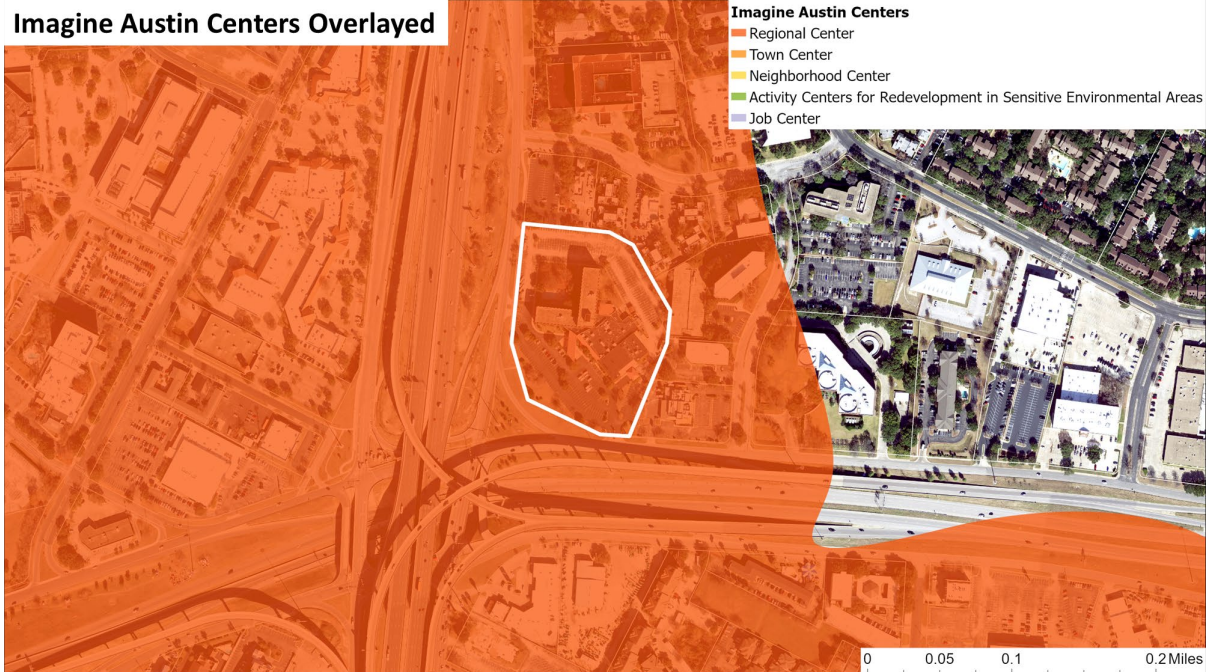 Imagine Austin Centers Overlayed
Imagine Austin Centers
Regional Center
Town Center
Neighborhood Center
Activity Centers for Redevelopment in Sensitive Environmental Areas
Job Center
0 0.05 0.1 0.2 Miles